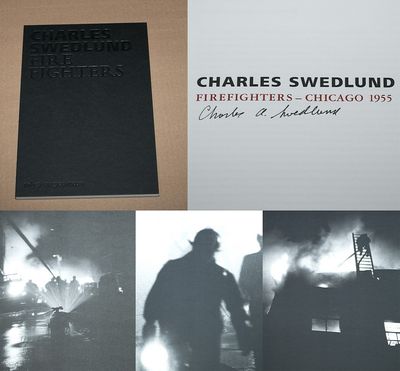 CHARLES
SWEDLUND
FIRE
FIGHTERS
CHARLES SWEDLUND
FIREFIGHTERS – CHICAGO 1955
Charles A. Swedlund